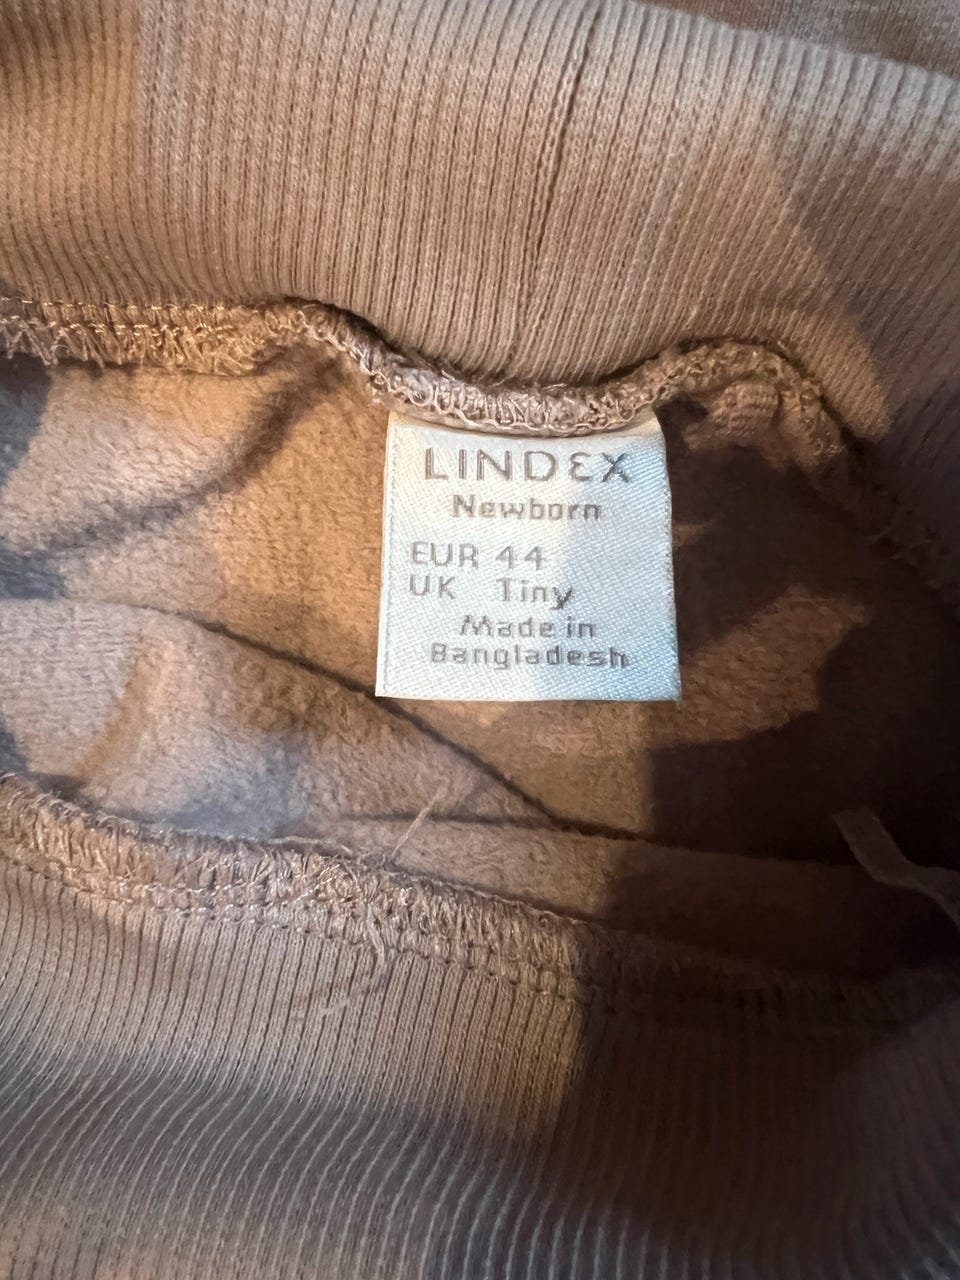 LINDEX
Newborn
EUR 44
UK Tiny
Made in
Bangladesh